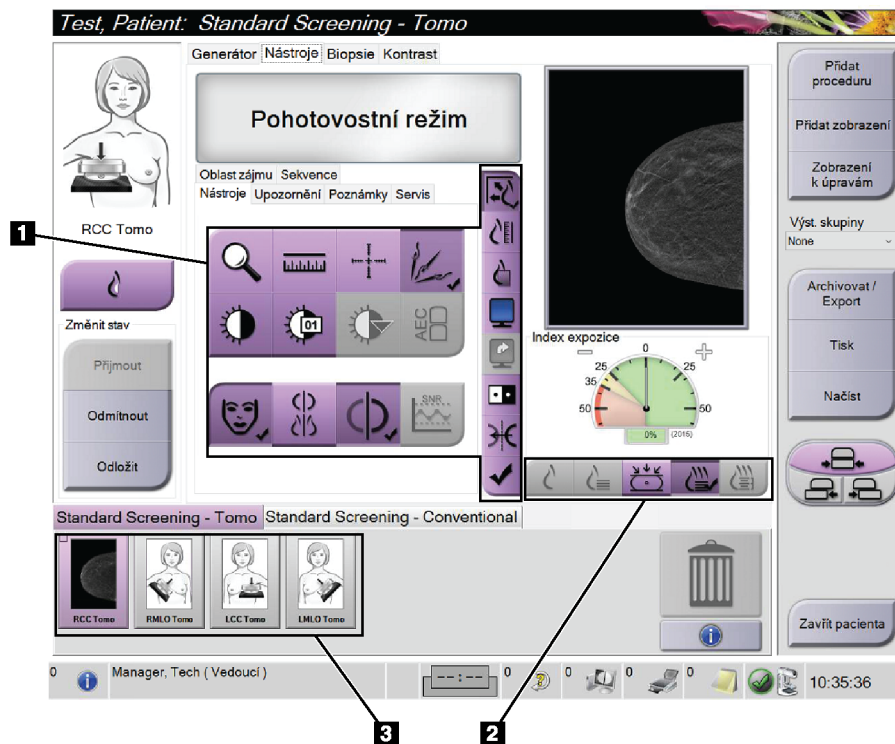 Test, Patient: Standard Screening - Tomo
Generátor Nástroje Biopsie Kontrast
Pohotovostní režim
Oblast zájmu Sekvence
Nástroje Upozornění Poznámky Servis
RCC Tomo
1
01
AEC
SNR
Změnit stav
Přijmout
Odmítnout
Odložit
Index expozice
0
25
25
35
50
50
0%
(2015)
Přidat
proceduru
Přidat zobrazení
Zobrazení
k úpravám
Výst. skupiny
None
Archivovat /
Export
Tisk
Načíst
Standard Screening - Tomo Standard Screening - Conventional
RCC Tomo
RMLO Tomo
LCC Tomo
LMLO Tomo
Zavřít pacienta
0
Manager, Tech ( Vedoucí )
--:--
0
0
0
0
10:35:36
3
2